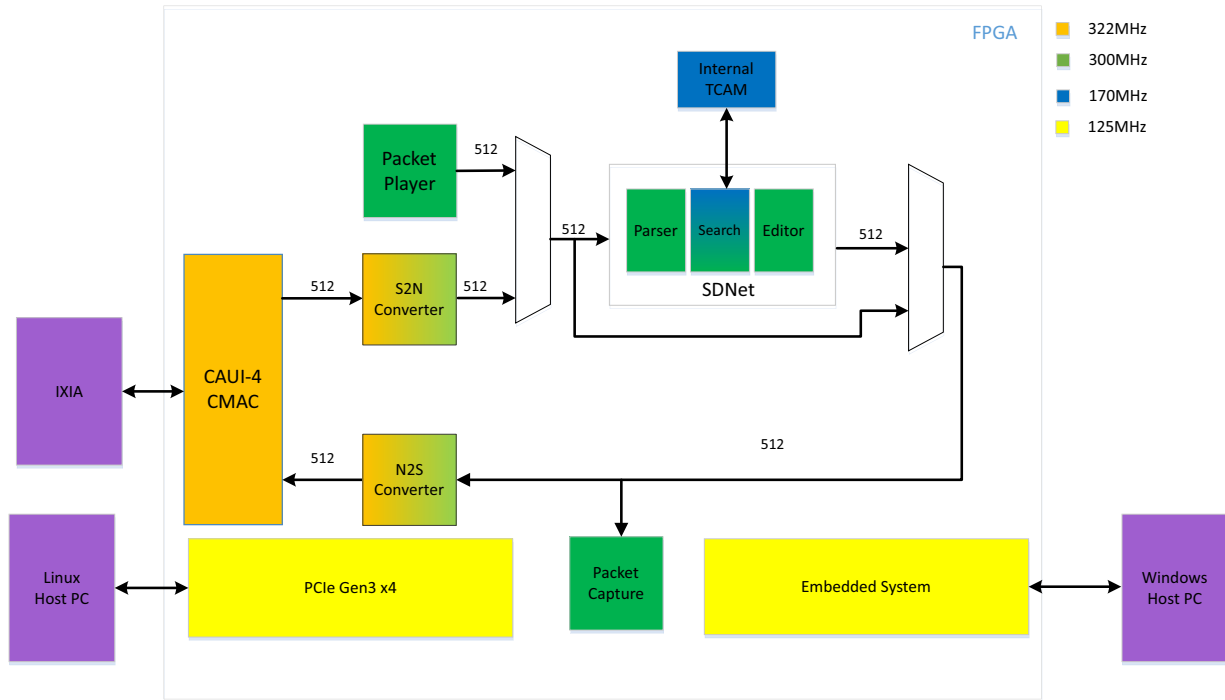 FPGA
322MHz
300MHz
170MHz
125MHz
Internal
TCAM
Packet
Player
512
512
Parser
Search
Editor
SDNet
512
CAUI-4
CMAC
512
S2N
Converter
512
IXIA
512
N2S
Converter
512
Linux
Host PC
PCIe Gen3 x4
Packet
Capture
Embedded System
Windows
Host PC